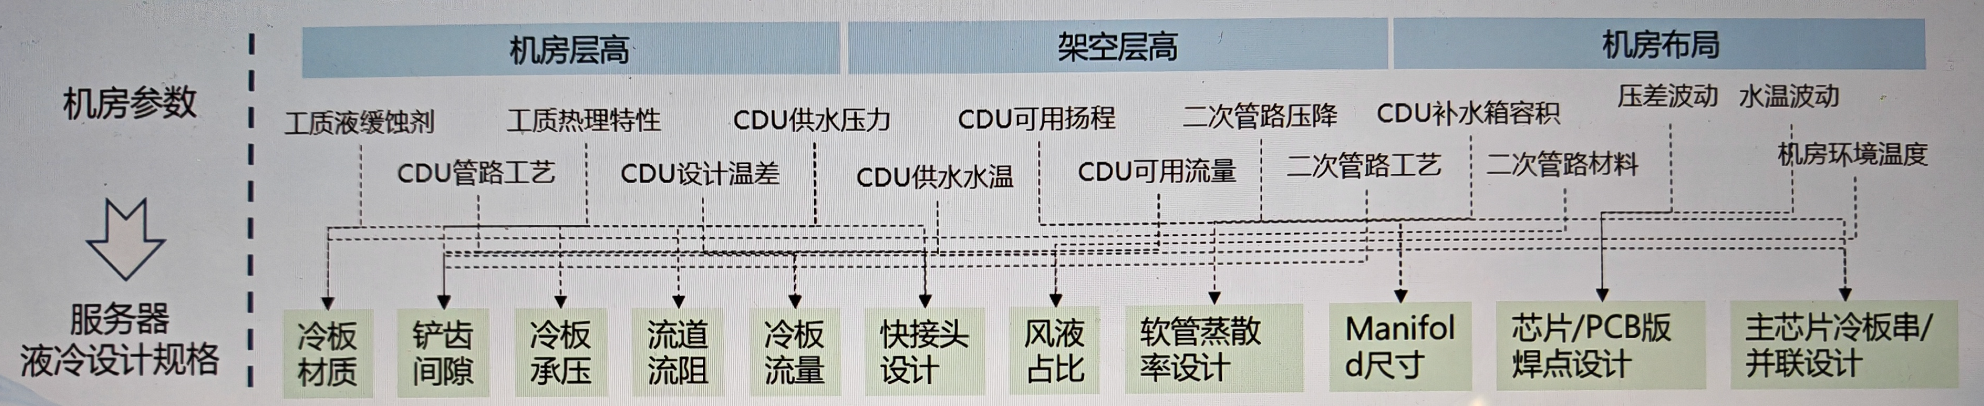 机房层高
架空层高
机房布局
机房参数
工质液缓蚀剂
工质热理特性
CDU供水压力
CDU可用扬程
二次管路压降
CDU补水箱容积
压差波动
水温波动
CDU管路工艺
CDU设计温差
CDU供水水温
CDU可用流量
二次管路工艺
二次管路材料
机房环境温度
服务器
液冷设计规格
冷板
材质
铲齿
间隙
冷板
承压
流道
流阻
冷板
流量
快接头
设计
风液
占比
软管蒸散
率设计
Manifol
d尺寸
芯片/PCB版
焊点设计
主芯片冷板串/
并联设计